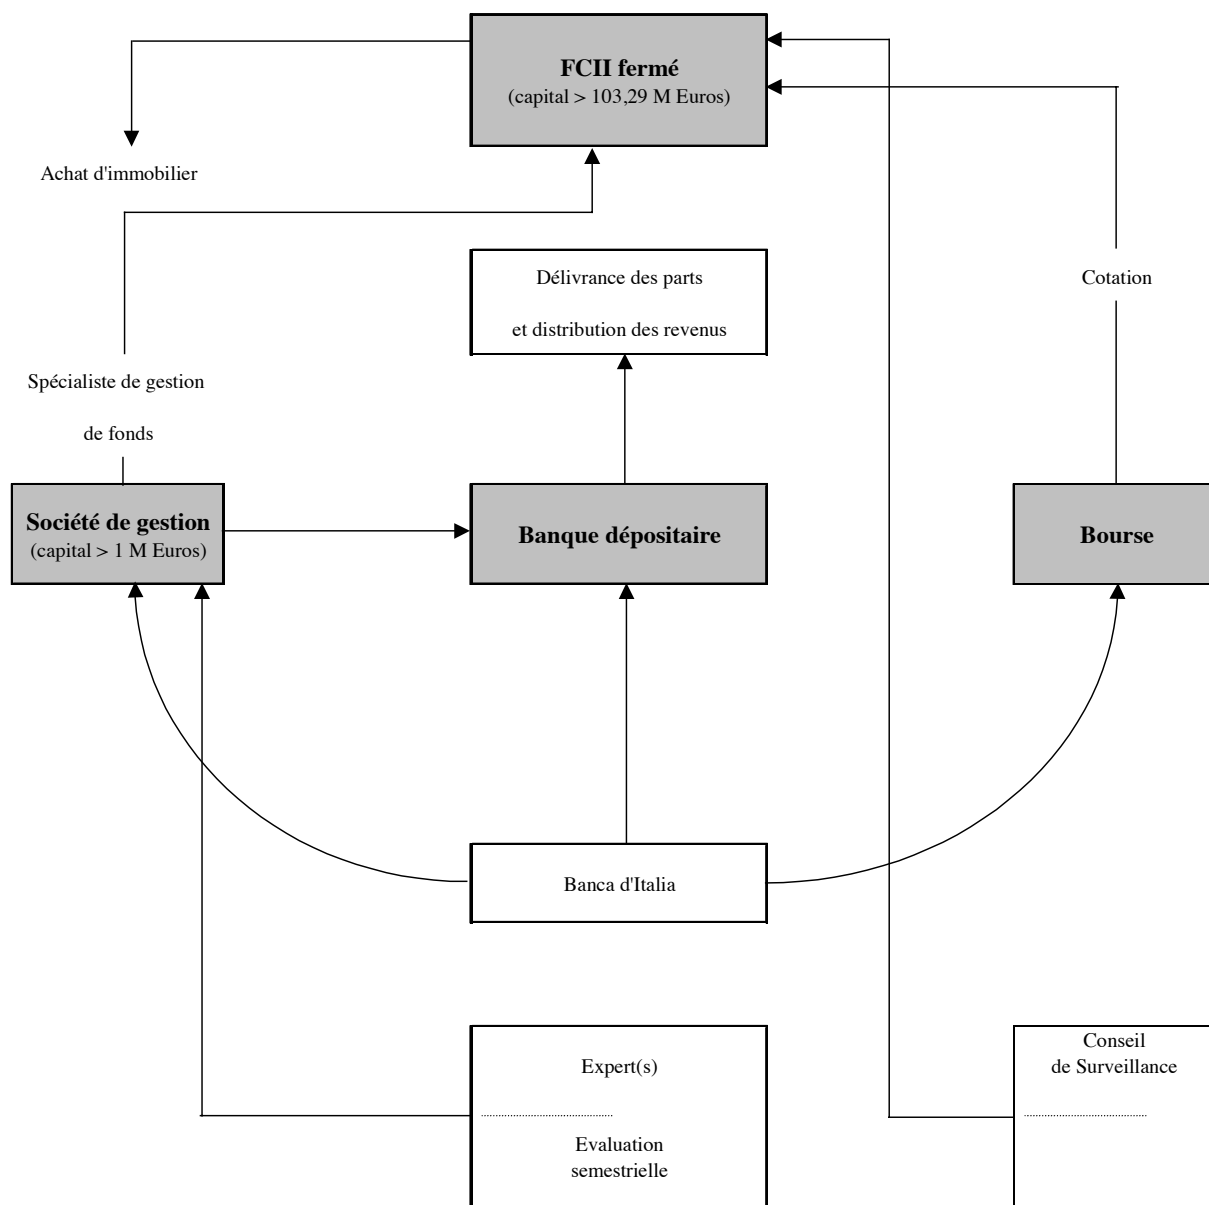 FCII fermé
(capital > 103,29 M Euros)
Achat d'immobilier
Délivrance des parts
et distribution des revenus
Cotation
Spécialiste de gestion
de fonds
Société de gestion
(capital > 1 M Euros)
Banque dépositaire
Bourse
Banca d'Italia
Expert(s)
Evaluation
semestrielle
Conseil
de Surveillance